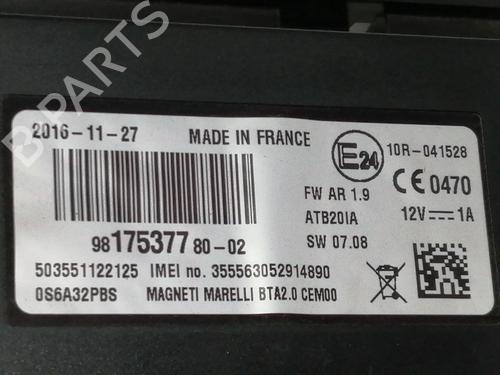 2016-11-27 MADE IN FRANCE E24 10R-041528
FW AR 1.9 CE 0470
ATB20IA 12V 1A
98 175377 80-02 SW 07.08
503551122125 IMEI no. 355563052914890
0S6A32PBS MAGNETI MARELLI BTA2.0 CEM00
B-PARTS